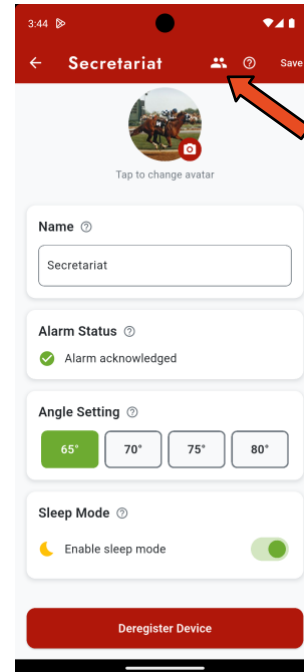 3:44
Secretariat
Save
Tap to change avatar
Name
Secretariat
Alarm Status
Alarm acknowledged
Angle Setting
65° 70° 75° 80°
Sleep Mode
Enable sleep mode
Deregister Device